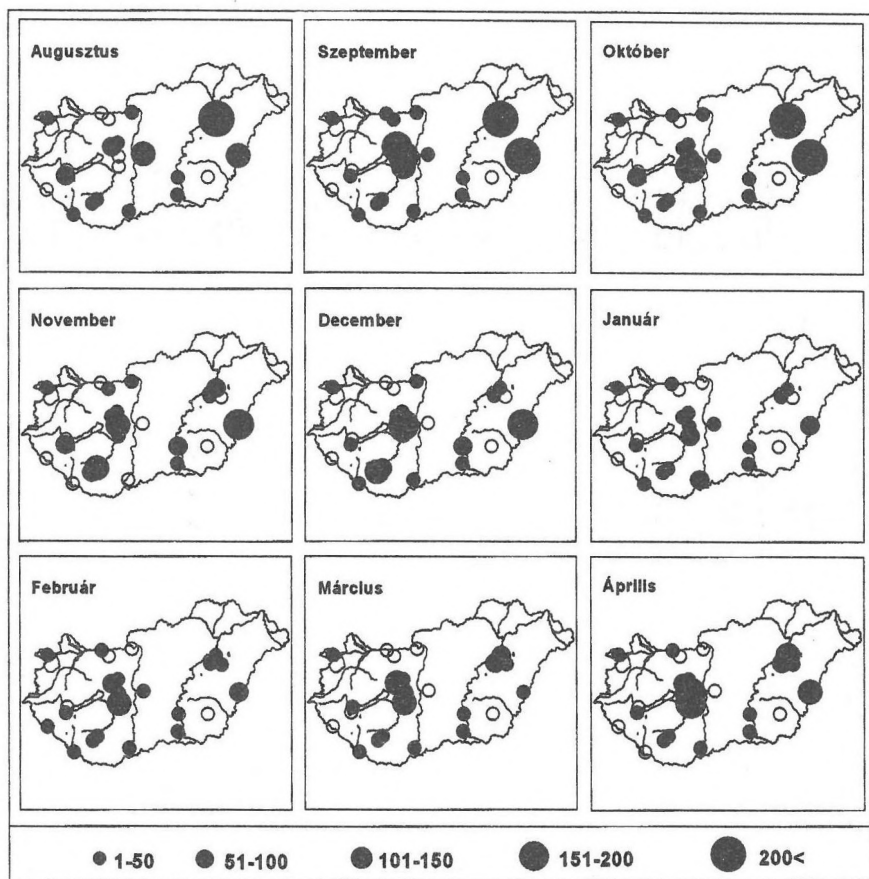 Augusztus
Szeptember
Október
November
December
Január
Február
Március
Április
1-50 51-100 101-150 151-200 200<